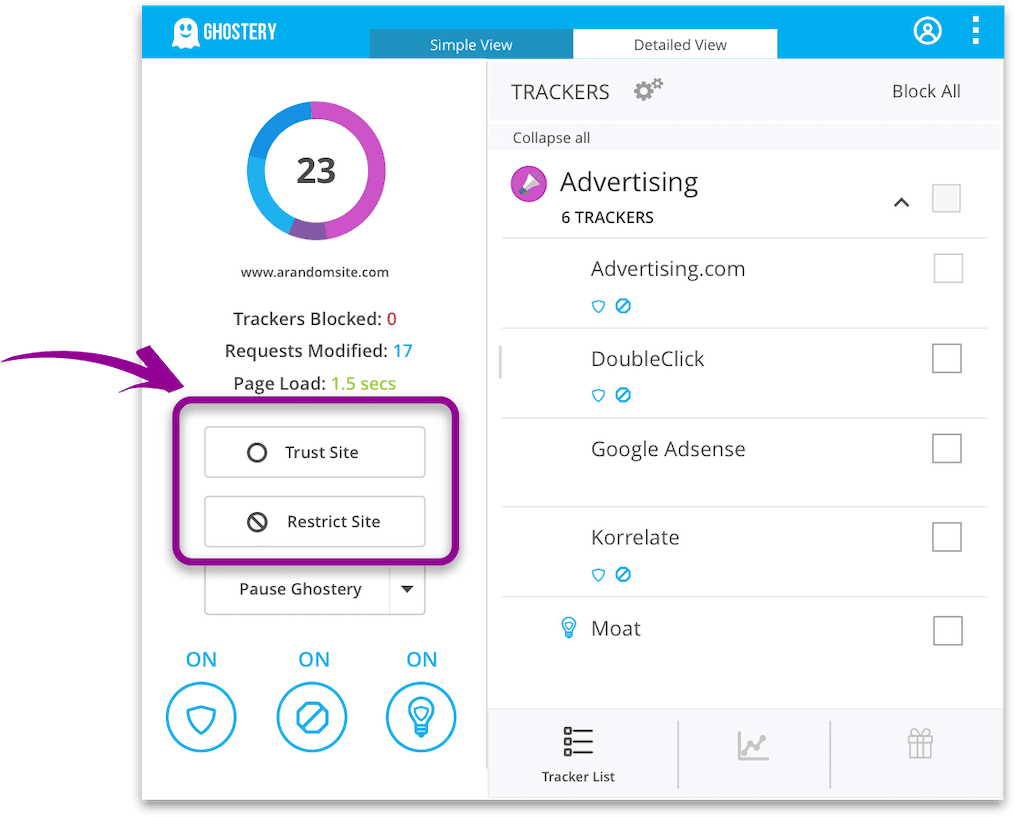 GHOSTERY
Simple View
Detailed View
23
www.arandomsite.com
Trackers Blocked: 0
Requests Modified: 17
Page Load: 1.5 secs
Trust Site
Restrict Site
Pause Ghostery
ON
ON
ON
TRACKERS
Block All
Collapse all
Advertising
6 TRACKERS
Advertising.com
DoubleClick
Google Adsense
Korrelate
Moat
Tracker List